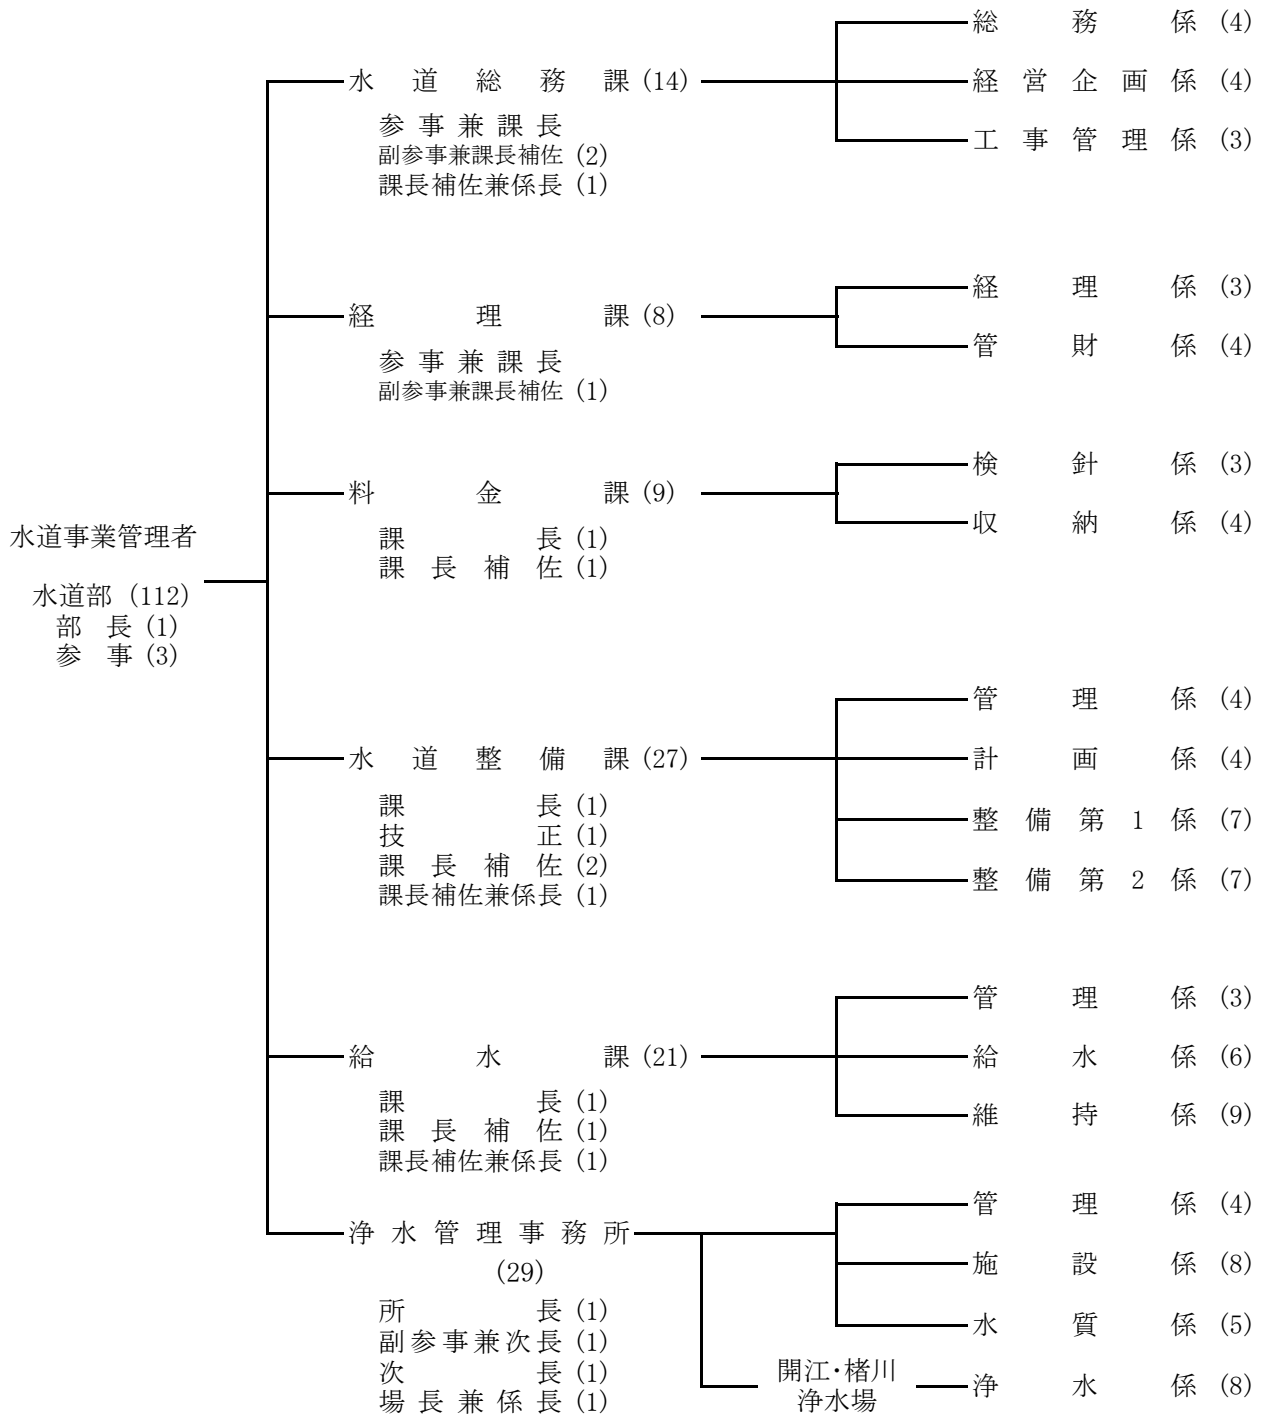 水道事業管理者
水道部 (112)
部長 (1)
参事 (3)
水道総務課 (14)
参事兼課長
副参事兼課長補佐 (2)
課長補佐兼係長 (1)
総務係 (4)
経営企画係 (4)
工事管理係 (3)
経理課 (8)
参事兼課長
副参事兼課長補佐 (1)
経理係 (3)
管財係 (4)
料金課 (9)
課長 (1)
課長補佐 (1)
検針係 (3)
収納係 (4)
水道整備課 (27)
課長 (1)
技正 (1)
課長補佐 (2)
課長補佐兼係長 (1)
管理係 (4)
計画係 (4)
整備第1係 (7)
整備第2係 (7)
給水課 (21)
課長 (1)
課長補佐 (1)
課長補佐兼係長 (1)
管理係 (3)
給水係 (6)
維持係 (9)
浄水管理事務所
(29)
所長 (1)
副参事兼次長 (1)
次長 (1)
場長兼係長 (1)
管理係 (4)
施設係 (8)
水質係 (5)
開江・楮川
浄水場
浄水係 (8)